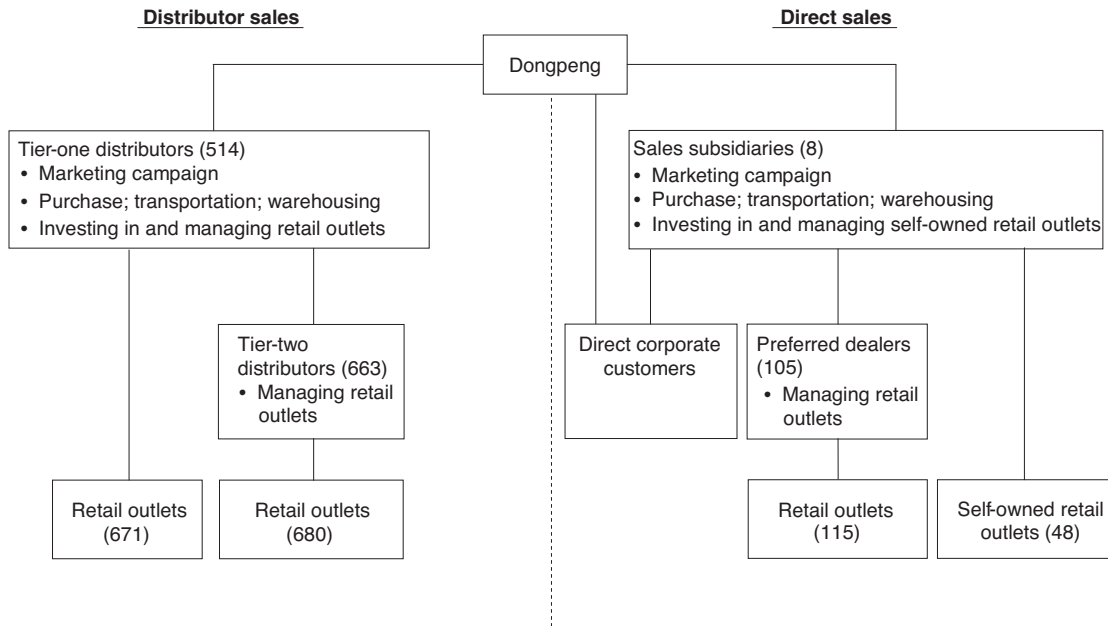 Distributor sales
Direct sales
Dongpeng
Tier-one distributors (514)
• Marketing campaign
• Purchase; transportation; warehousing
• Investing in and managing retail outlets
Sales subsidiaries (8)
• Marketing campaign
• Purchase; transportation; warehousing
• Investing in and managing self-owned retail outlets
Tier-two
distributors (663)
• Managing retail
outlets
Direct corporate
customers
Preferred dealers
(105)
• Managing retail
outlets
Retail outlets
(671)
Retail outlets
(680)
Retail outlets
(115)
Self-owned retail
outlets (48)